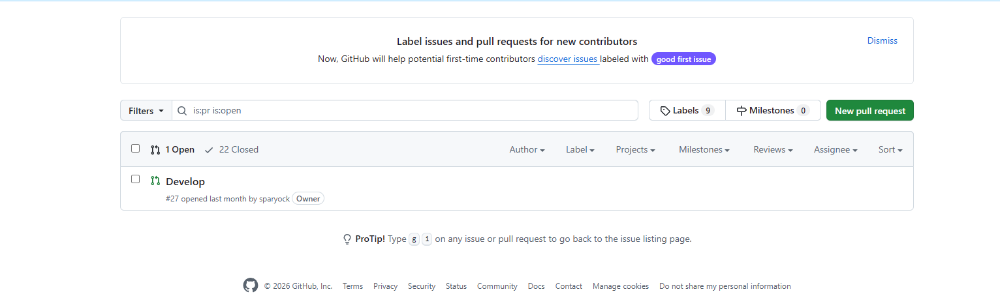 Label issues and pull requests for new contributors
Dismiss
Now, GitHub will help potential first-time contributors discover issues labeled with good first issue
Filters is:pr is:open Labels 9 Milestones 0 New pull request
1 Open 22 Closed Author Label Projects Milestones Reviews Assignee Sort
Develop
#27 opened last month by sparyock Owner
ProTip! Type g i on any issue or pull request to go back to the issue listing page.
© 2026 GitHub, Inc. Terms Privacy Security Status Community Docs Contact Manage cookies Do not share my personal information